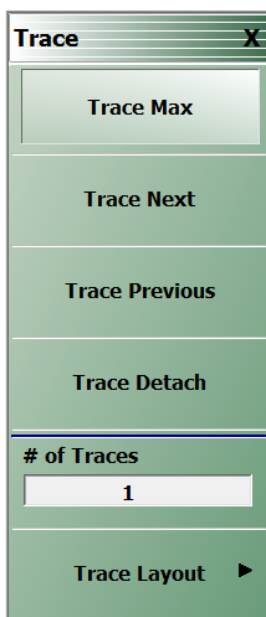 Trace X
Trace Max
Trace Next
Trace Previous
Trace Detach
# of Traces
1
Trace Layout